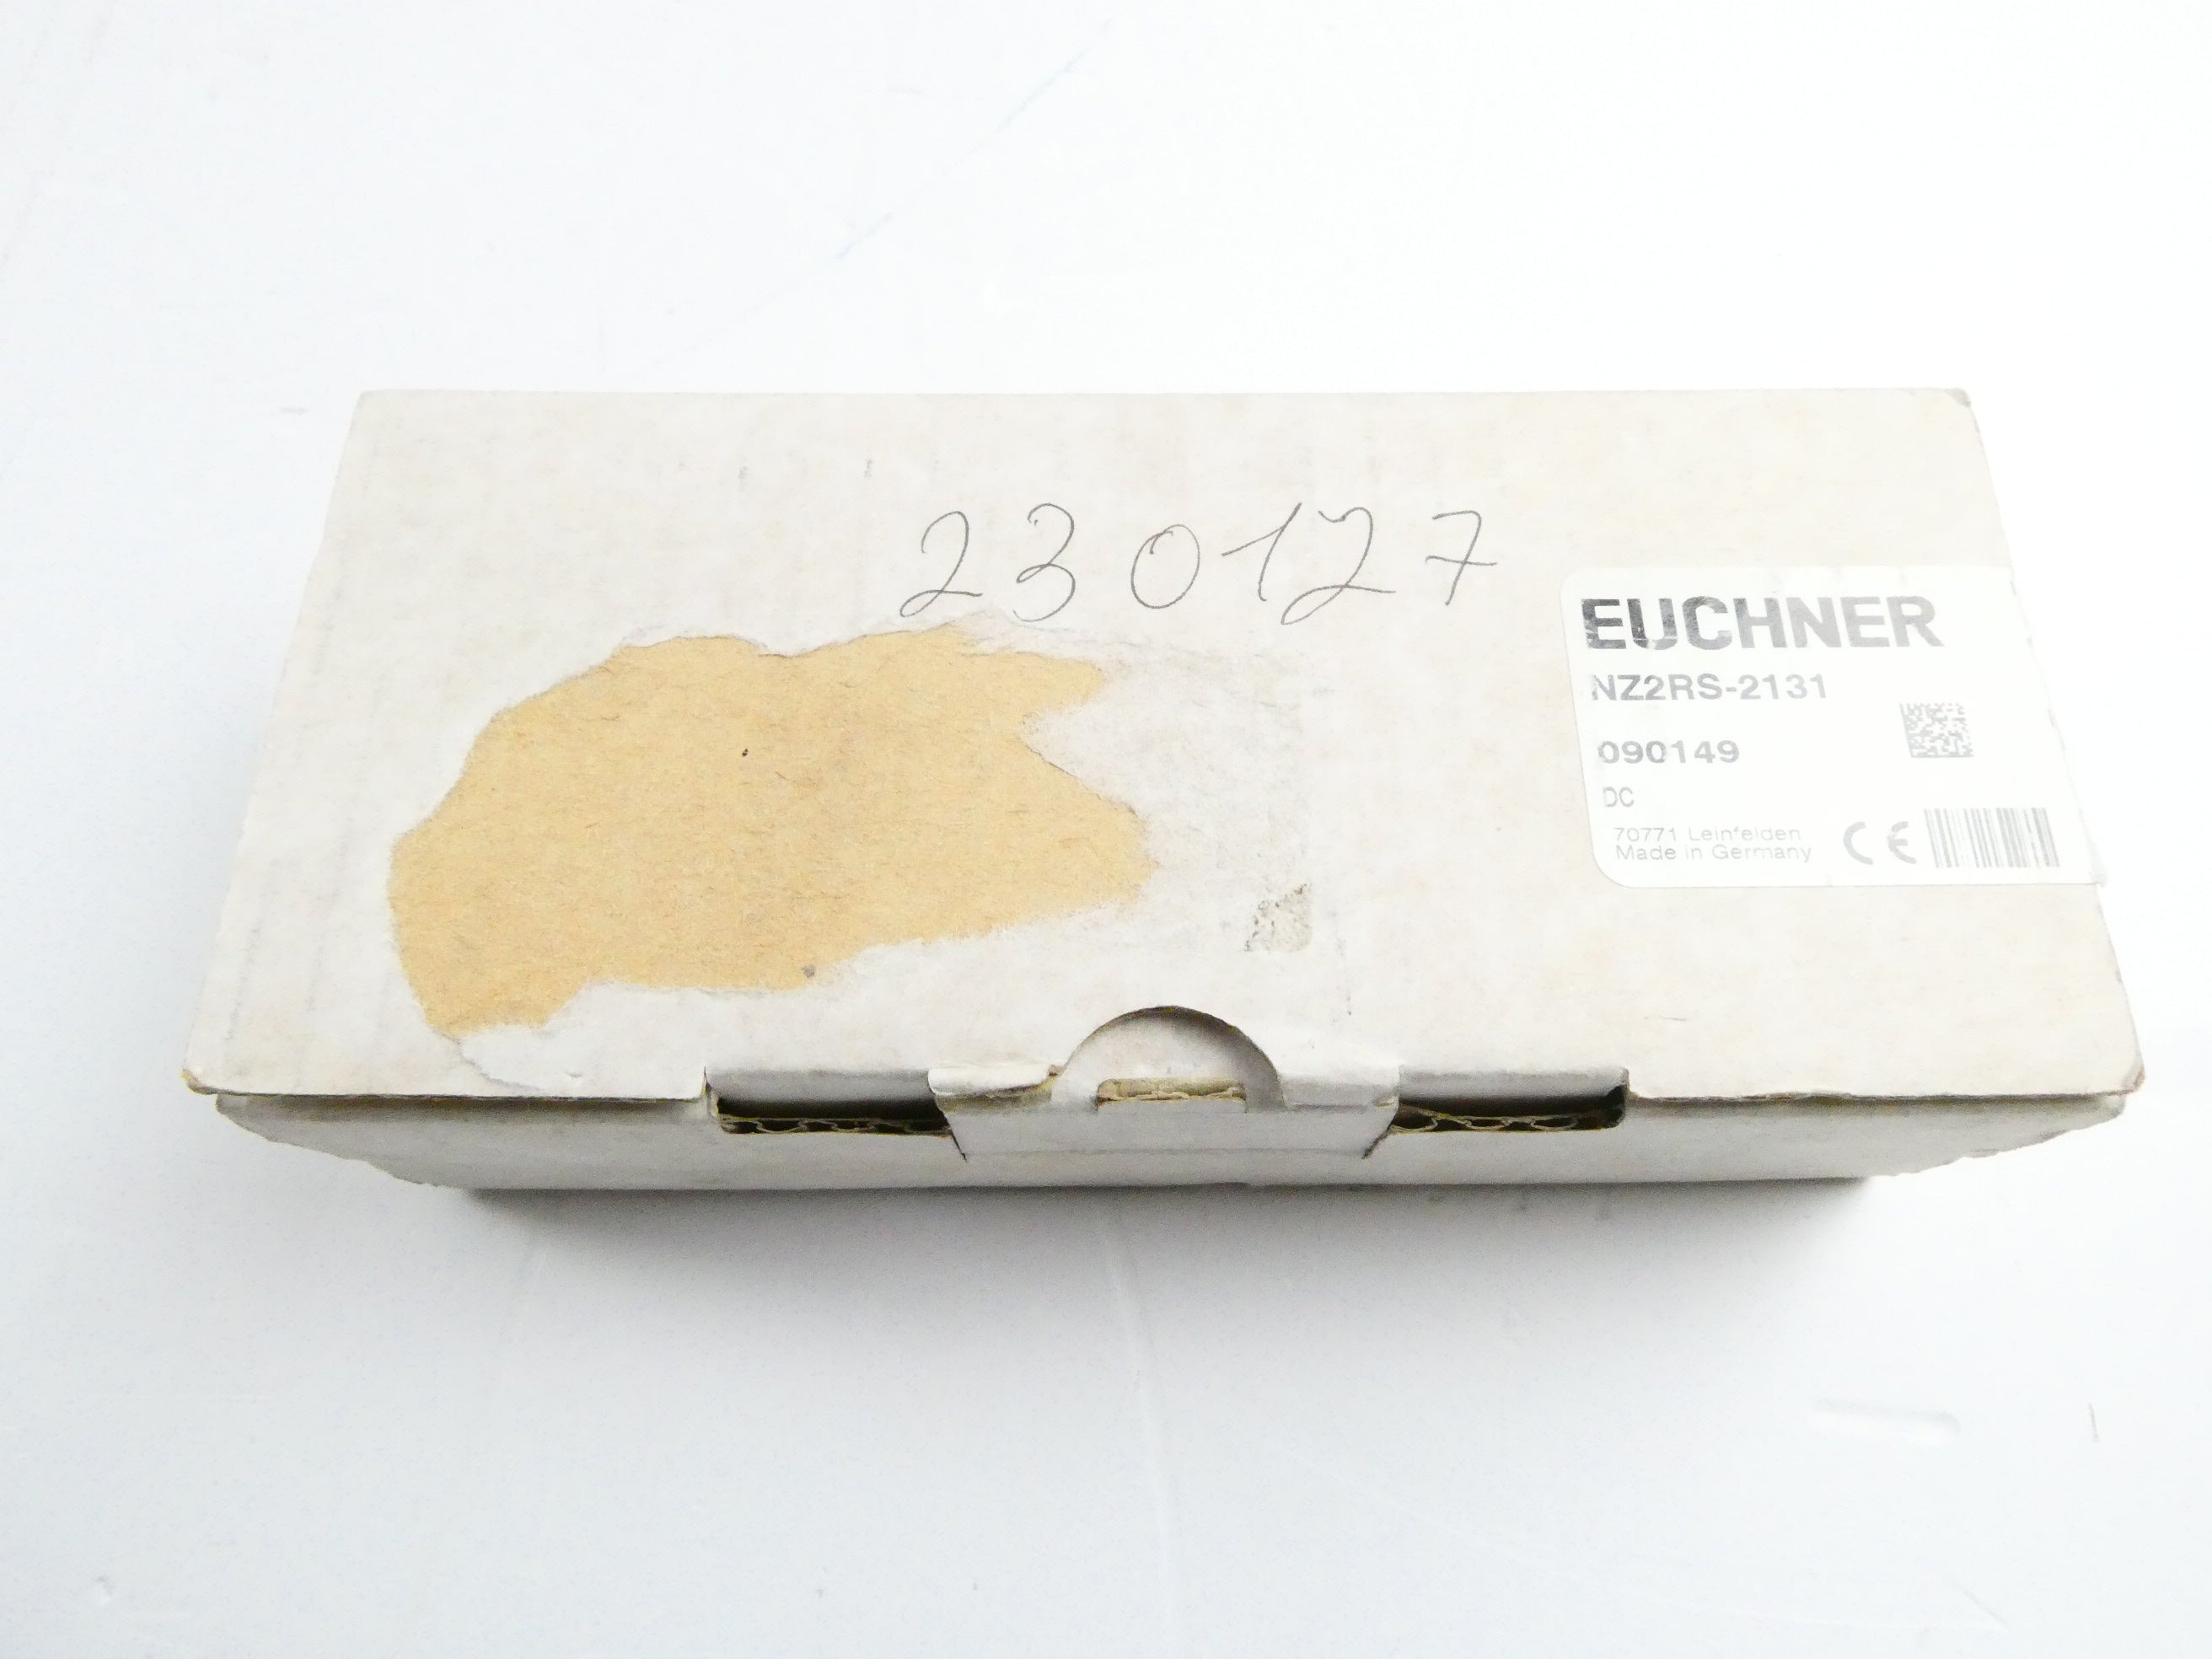 230127
EUCHNER
NZ2RS-2131
090149
DC
70771 Leinfelden
Made in Germany
CE